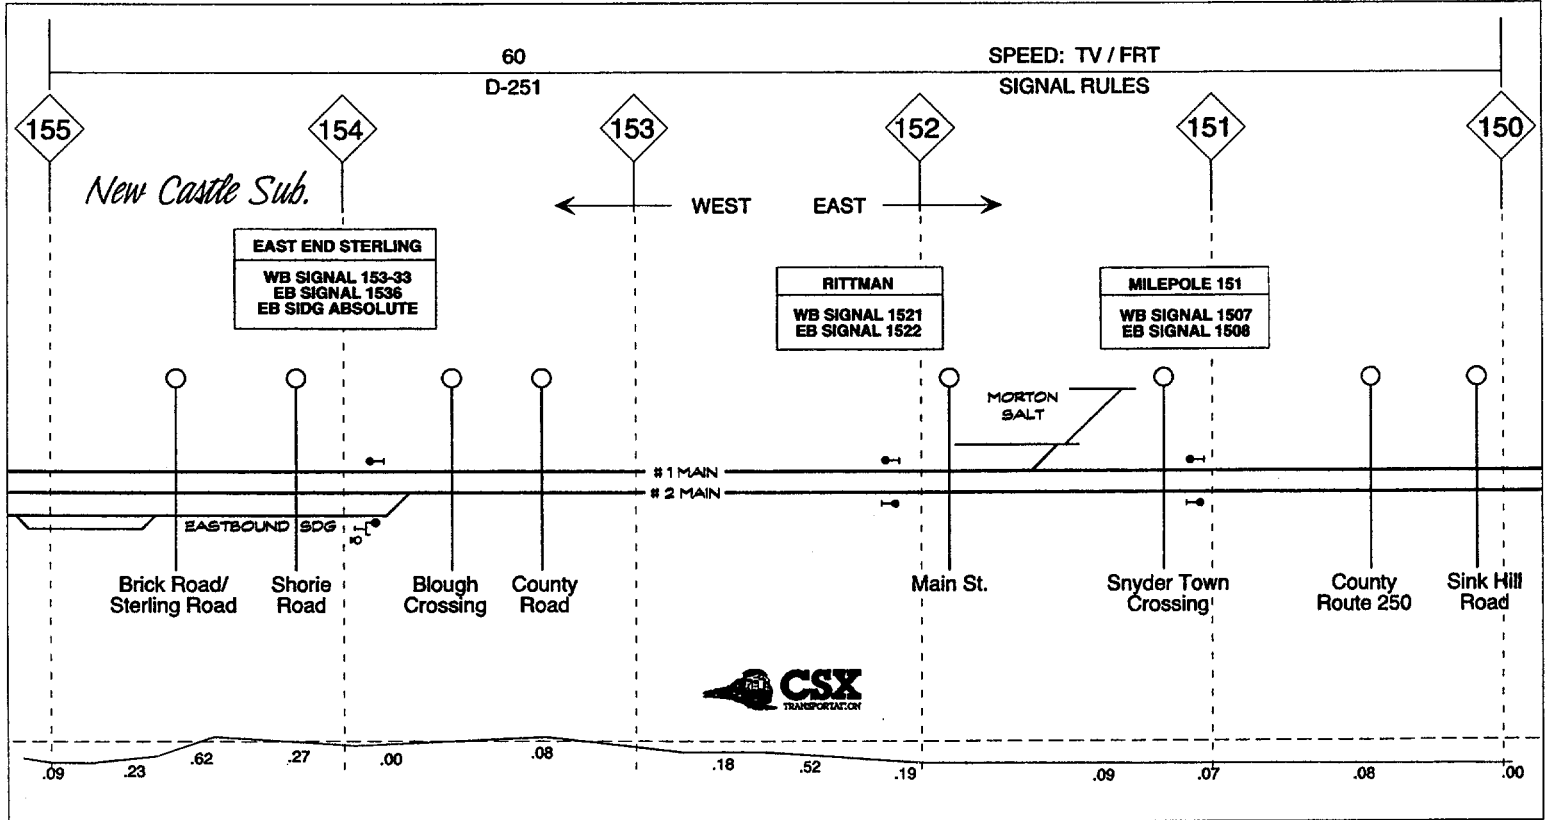 60
SPEED: TV / FRT
D-251
SIGNAL RULES
155
154
153
152
151
150
New Castle Sub.
WEST
EAST
EAST END STERLING
WB SIGNAL 153-33
EB SIGNAL 1536
EB SIDG ABSOLUTE
RITTMAN
WB SIGNAL 1521
EB SIGNAL 1522
MILEPOLE 151
WB SIGNAL 1507
EB SIGNAL 1508
MORTON
SALT
# 1 MAIN
# 2 MAIN
EASTBOUND SDG
Brick Road/
Sterling Road
Shorie
Road
Blough
Crossing
County
Road
Main St.
Snyder Town
Crossing
County
Route 250
Sink Hill
Road
CSX
TRANSPORTATION
.09
.23
.62
.27
.00
.08
.18
.52
.19
.09
.07
.08
.00